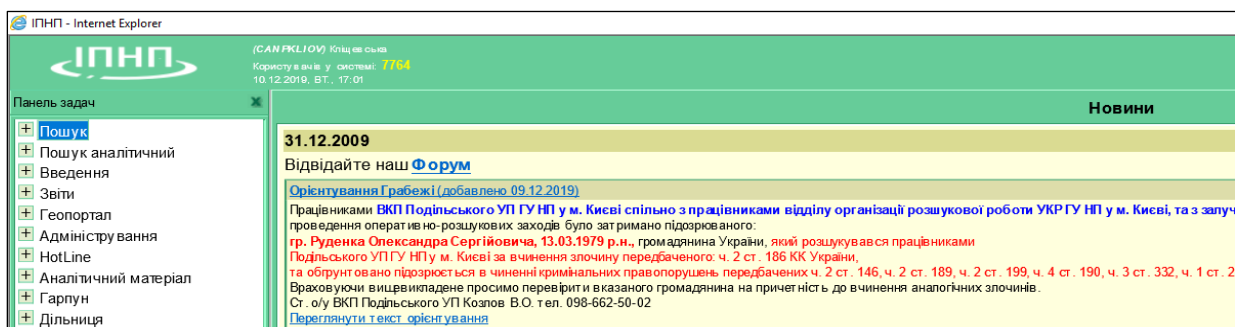 ІПНП - Internet Explorer
ІПНП
(CANPKLIOV) Кліщевська
Користувачів у системі: 7764
10.12.2019, ВТ., 17:01
Панель задач
Новини
Пошук
Пошук аналітичний
Введення
Звіти
Геопортал
Адміністрування
HotLine
Аналітичний матеріал
Гарпун
Дільниця
31.12.2009
Відвідайте наш Форум
Орієнтування Грабежі (добавлено 09.12.2019)
Працівниками ВКП Подільського УП ГУ НП у м. Києві спільно з працівниками відділу організації розшукової роботи УКР ГУ НП у м. Києві, та з залуч
проведення оперативно-розшукових заходів було затримано підозрюваного:
гр. Руденка Олександра Сергійовича, 13.03.1979 р.н., громадянина України, який розшукувався працівниками
Подільського УП ГУ НП у м. Києві за вчинення злочину передбаченого: ч. 2 ст. 186 КК України,
та обгрунтовано підозрюється в чиненні кримінальних правопорушень передбачених ч. 2 ст. 146, ч. 2 ст. 189, ч. 2 ст. 199, ч. 4 ст. 190, ч. 3 ст. 332, ч. 1 ст. 2
Враховуючи вищевикладене просимо перевірити вказаного громадянина на причетність до вчинення аналогічних злочинів.
Ст. о/у ВКП Подільського УП Козлов В.О. тел. 098-662-50-02
Переглянути текст орієнтування